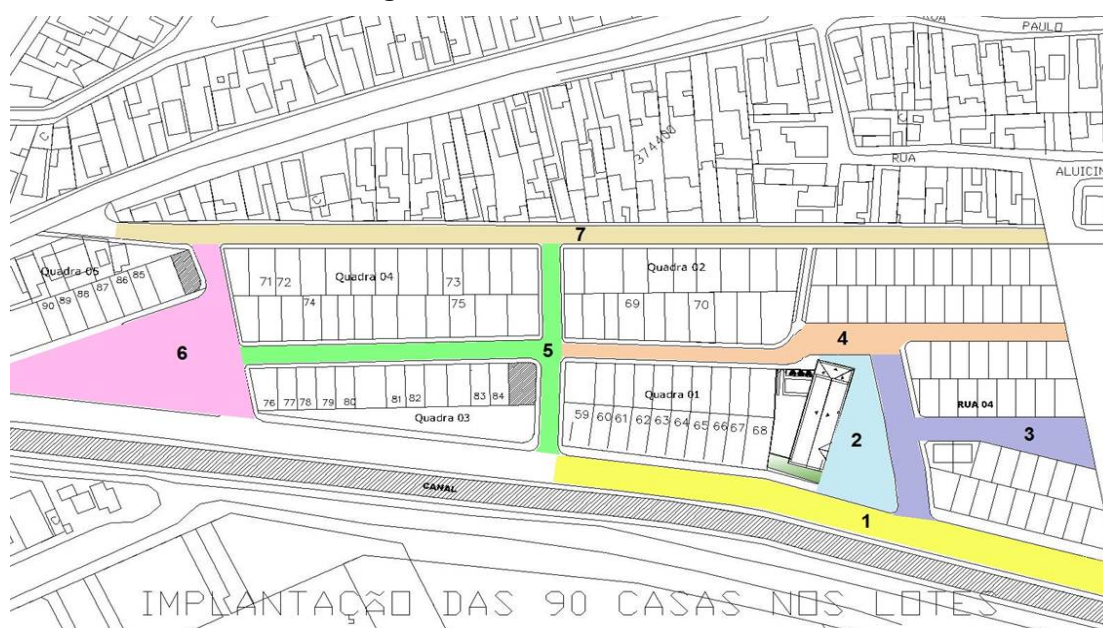 RUA
PAULO
374400
RUA
ALUICIN
7
Quadra 05
90 89 88 87 86 85
71 72
Quadra 04
73
74
75
Quadra 02
69
70
4
5
6
76 77 78 79 80 81 82 83 84
Quadra 03
Quadra 01
59 60 61 62 63 64 65 66 67 68
RUA 04
3
2
1
CANAL
IMPLANTAÇÃO DAS 90 CASAS NOS LOTES